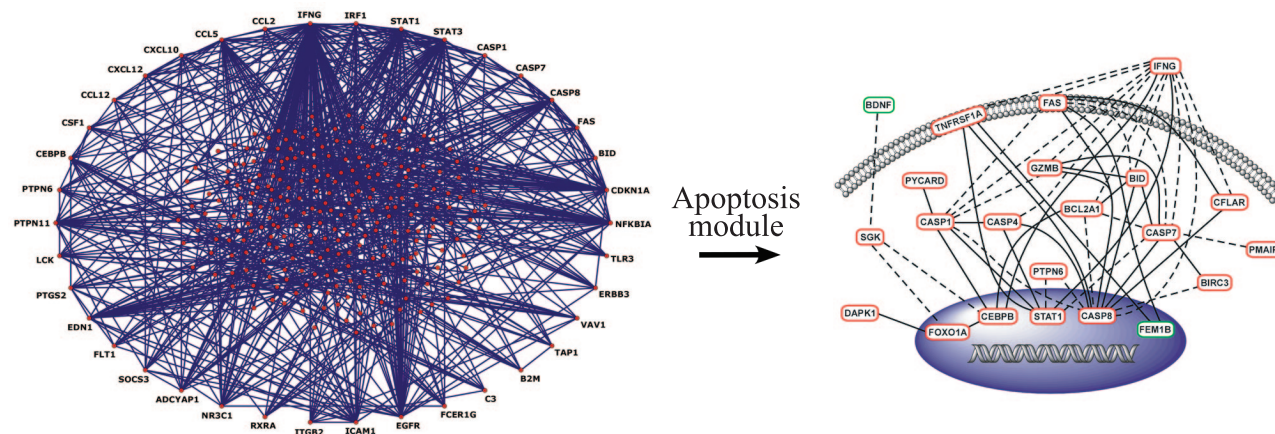 IFNG
IRF1
STAT1
STAT3
CASP1
CASP7
CASP8
FAS
BID
CDKN1A
NFKBIA
TLR3
ERBB3
VAV1
TAP1
B2M
C3
FCER1G
EGFR
ICAM1
ITGB2
RXRA
NR3C1
ADCYAP1
SOCS3
FLT1
EDN1
PTGS2
LCK
PTPN11
PTPN6
CEBPB
CSF1
CCL12
CXCL12
CXCL10
CCL5
CCL2
Apoptosis
module
IFNG
BDNF
FAS
TNFRSF1A
GZMB
PYCARD
BID
CFLAR
BCL2A1
CASP1
CASP4
CASP7
SGK
PMAIP
PTPN6
BIRC3
DAPK1
CEBPB
STAT1
CASP8
FOXO1A
FEM1B